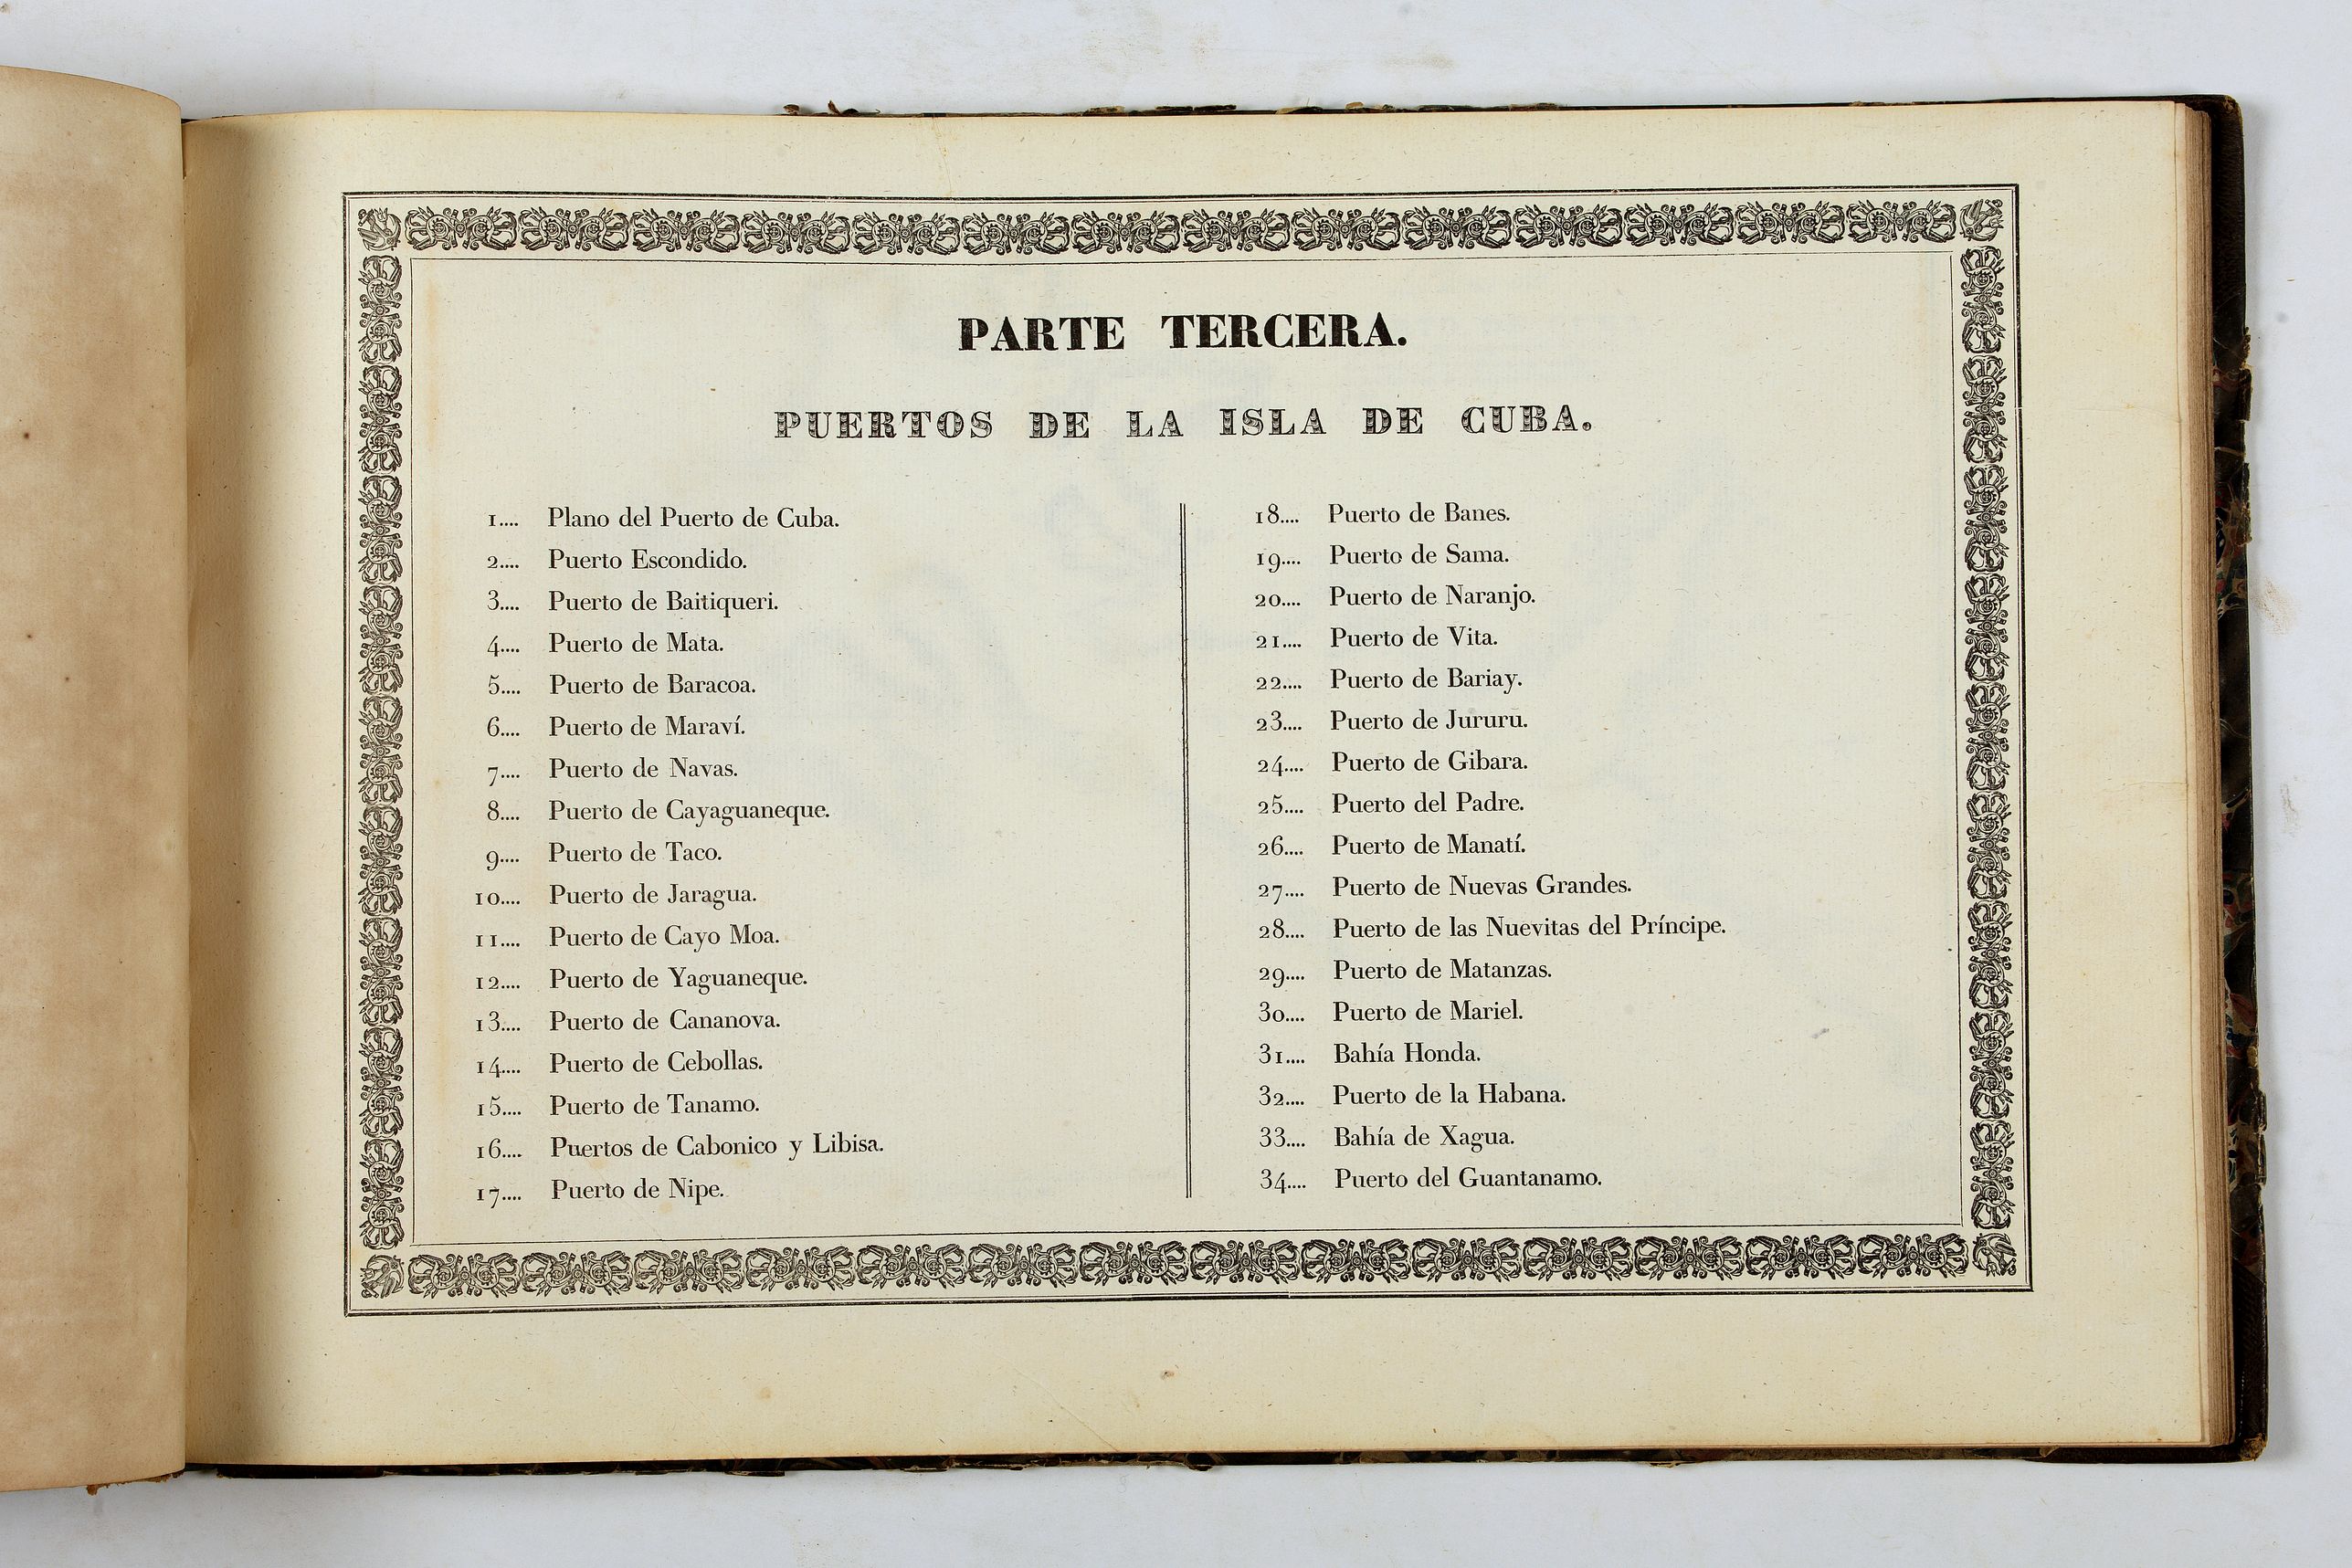 PARTE TERCERA.
PUERTOS DE LA ISLA DE CUBA.
1.... Plano del Puerto de Cuba.
2.... Puerto Escondido.
3.... Puerto de Baitiqueri.
4.... Puerto de Mata.
5.... Puerto de Baracoa.
6.... Puerto de Maraví.
7.... Puerto de Navas.
8.... Puerto de Cayaguaneque.
9.... Puerto de Taco.
10.... Puerto de Jaragua.
11.... Puerto de Cayo Moa.
12.... Puerto de Yaguaneque.
13.... Puerto de Cananova.
14.... Puerto de Cebollas.
15.... Puerto de Tanamo.
16.... Puertos de Cabonico y Libisa.
17.... Puerto de Nipe.
18.... Puerto de Banes.
19.... Puerto de Sama.
20.... Puerto de Naranjo.
21.... Puerto de Vita.
22.... Puerto de Bariay.
23.... Puerto de Jururu.
24.... Puerto de Gibara.
25.... Puerto del Padre.
26.... Puerto de Manatí.
27.... Puerto de Nuevas Grandes.
28.... Puerto de las Nuevitas del Príncipe.
29.... Puerto de Matanzas.
30.... Puerto de Mariel.
31.... Bahía Honda.
32.... Puerto de la Habana.
33.... Bahía de Xagua.
34.... Puerto del Guantanamo.